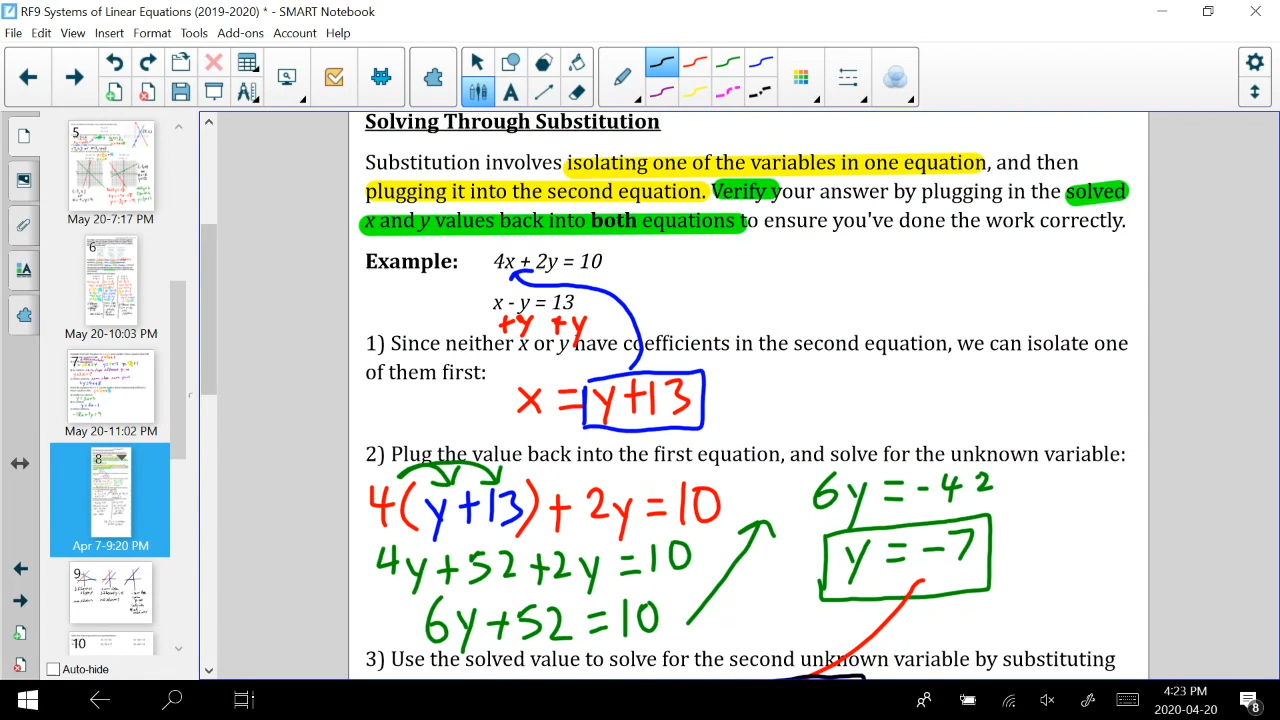 RF9 Systems of Linear Equations (2019-2020) * - SMART Notebook
File Edit View Insert Format Tools Add-ons Account Help
5
May 20-7:17 PM
6
May 20-10:03 PM
7
May 20-11:02 PM
8
Apr 7-9:20 PM
9
10
Auto-hide
Solving Through Substitution
Substitution involves isolating one of the variables in one equation, and then
plugging it into the second equation. Verify your answer by plugging in the solved
x and y values back into both equations to ensure you've done the work correctly.
Example: 4x + 2y = 10
x - y = 13
+y +y
1) Since neither x or y have coefficients in the second equation, we can isolate one
of them first:
x = y+13
2) Plug the value back into the first equation, and solve for the unknown variable:
4(y+13) + 2y = 10
4y+52+2y = 10
6y+52 = 10
6y = -42
y = -7
3) Use the solved value to solve for the second unknown variable by substituting
4:23 PM
2020-04-20
8